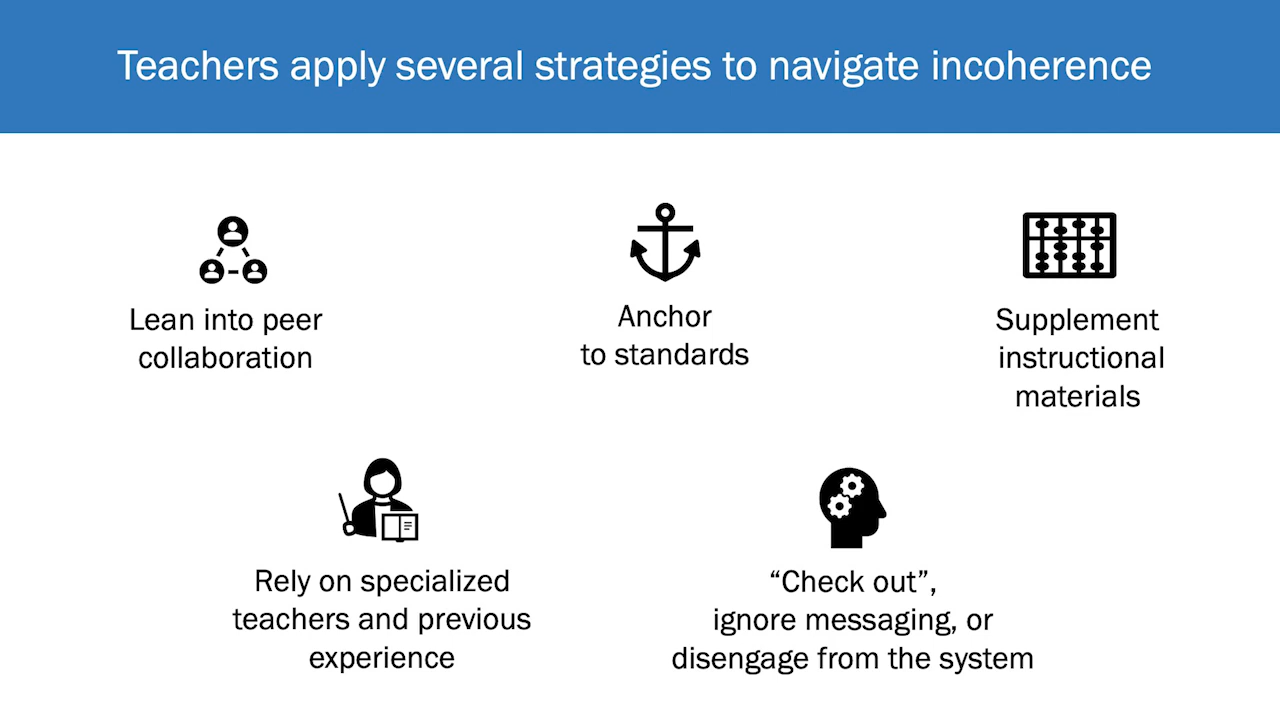 Teachers apply several strategies to navigate incoherence
Lean into peer
collaboration
Anchor
to standards
Supplement
instructional
materials
Rely on specialized
teachers and previous
experience
“Check out”,
ignore messaging, or
disengage from the system